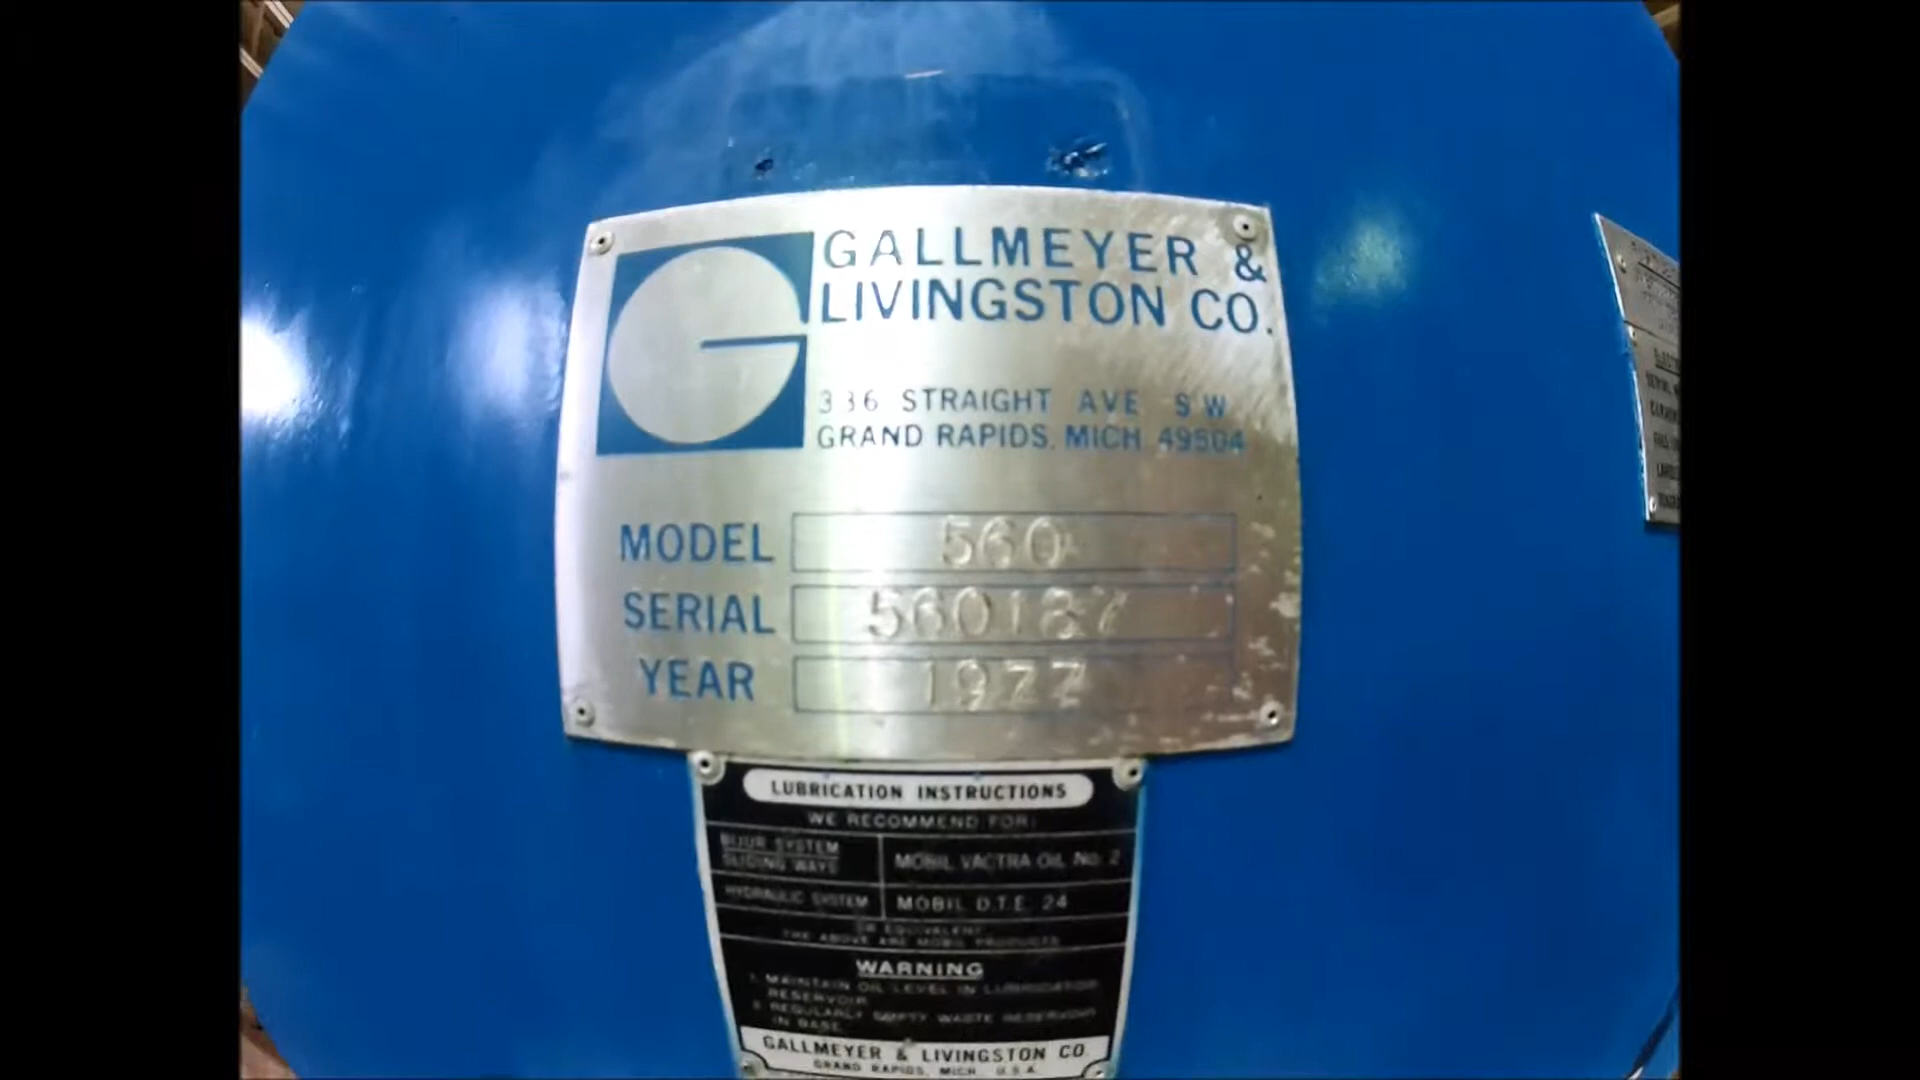 GALLMEYER &
LIVINGSTON CO.
336 STRAIGHT AVE SW
GRAND RAPIDS, MICH 49504
MODEL 560
SERIAL 560187
YEAR 1977
LUBRICATION INSTRUCTIONS
WE RECOMMEND FOR:
BIJUR SYSTEM
SLIDING WAYS
MOBIL VACTRA OIL No. 2
HYDRAULIC SYSTEM
MOBIL D.T.E. 24
OR EQUIVALENT
THE ABOVE ARE MOBIL PRODUCTS
WARNING
1. MAINTAIN OIL LEVEL IN LUBRICATOR
RESERVOIR
2. REGULARLY EMPTY WASTE RESERVOIR
IN BASE
GALLMEYER & LIVINGSTON CO.
GRAND RAPIDS, MICH. U.S.A.